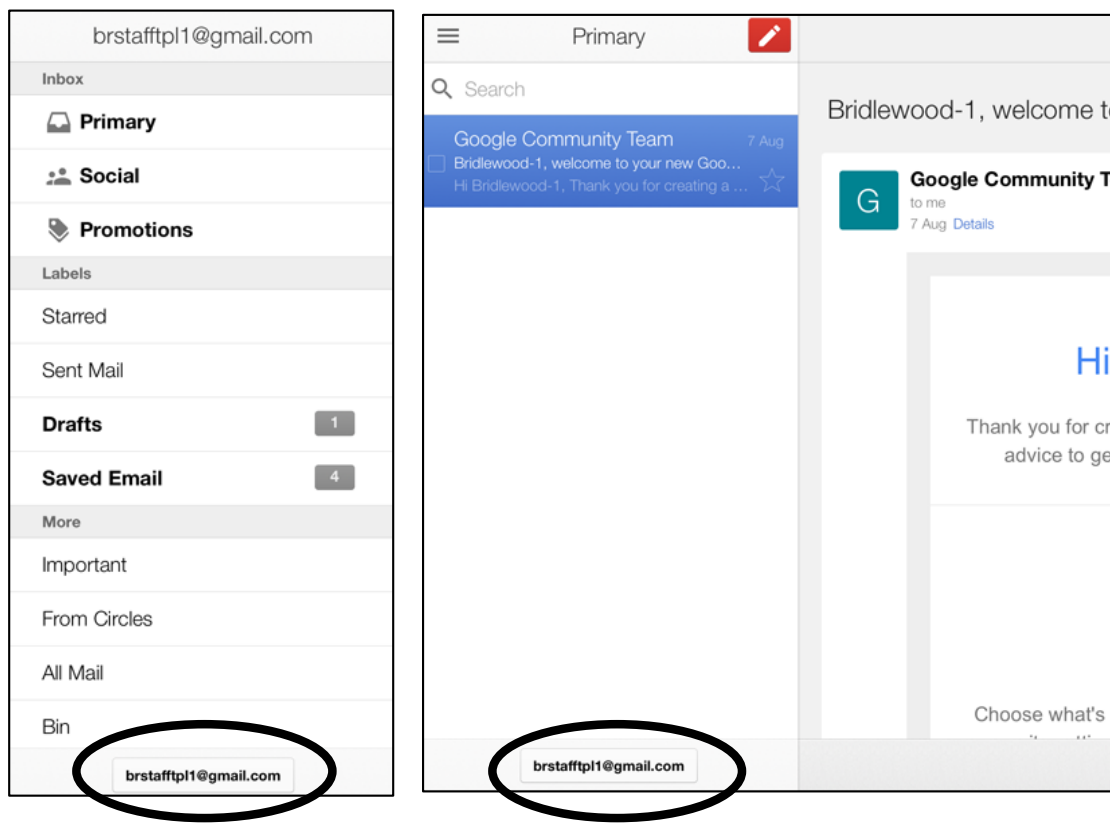 brstafftpl1@gmail.com
Inbox
Primary
Social
Promotions
Labels
Starred
Sent Mail
Drafts 1
Saved Email 4
More
Important
From Circles
All Mail
Bin
brstafftpl1@gmail.com
Primary
Search
Google Community Team 7 Aug
Bridlewood-1, welcome to your new Goo...
Hi Bridlewood-1, Thank you for creating a ...
brstafftpl1@gmail.com
Bridlewood-1, welcome to
G
Google Community T
to me
7 Aug Details
Hi
Thank you for cr
advice to ge
Choose what's